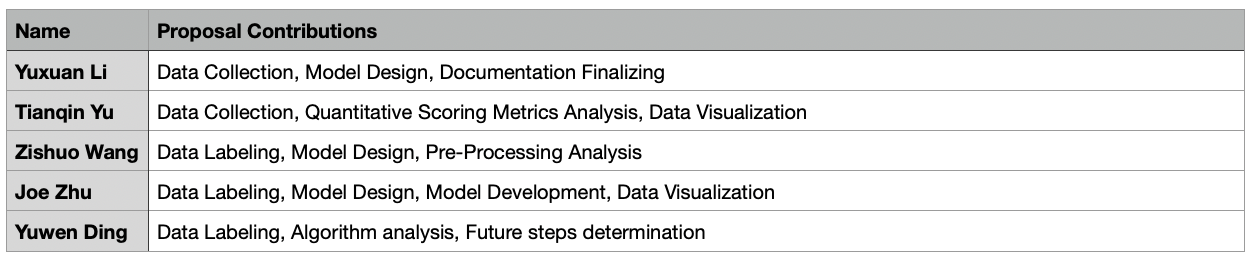 Name Proposal Contributions
Yuxuan Li Data Collection, Model Design, Documentation Finalizing
Tianqin Yu Data Collection, Quantitative Scoring Metrics Analysis, Data Visualization
Zishuo Wang Data Labeling, Model Design, Pre-Processing Analysis
Joe Zhu Data Labeling, Model Design, Model Development, Data Visualization
Yuwen Ding Data Labeling, Algorithm analysis, Future steps determination